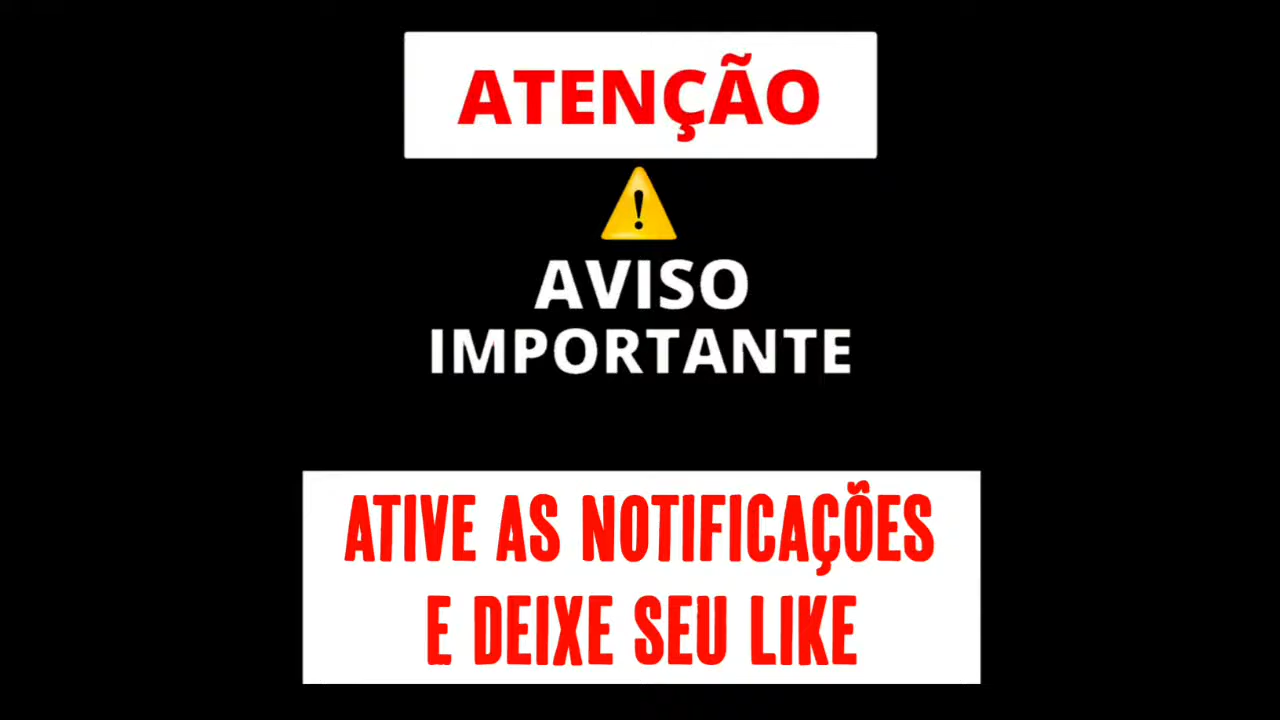 ATENÇÃO
AVISO
IMPORTANTE
ATIVE AS NOTIFICAÇÕES
E DEIXE SEU LIKE